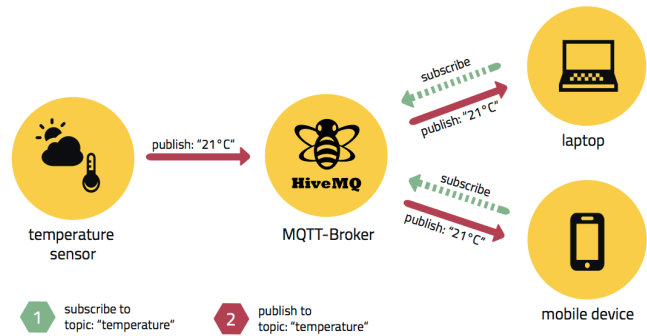 subscribe
publish: "21°C"
publish: "21°C"
HiveMQ
laptop
temperature
sensor
MQTT-Broker
subscribe
publish: "21°C"
mobile device
1
subscribe to
topic: "temperature"
2
publish to
topic: "temperature"